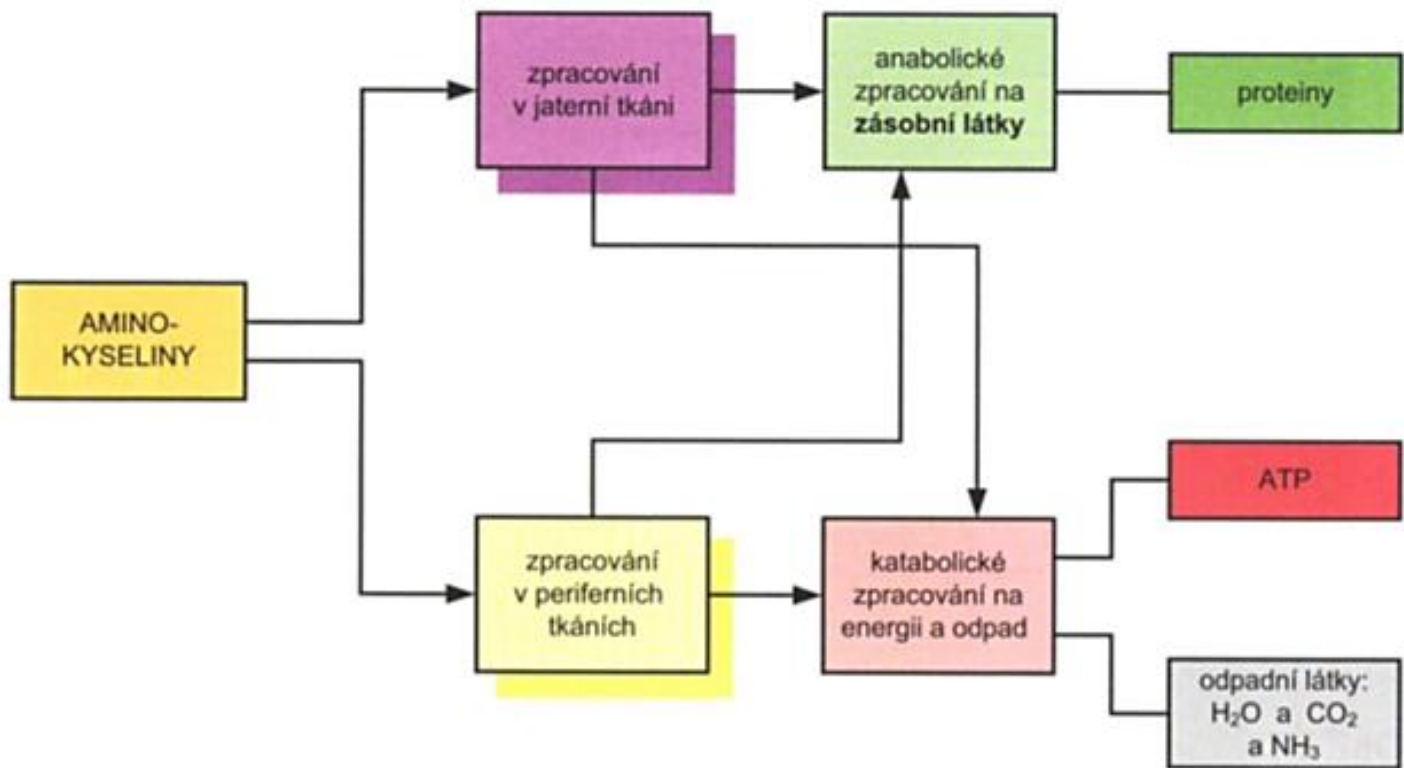 zpracování
v jaterní tkáni
anabolické
zpracování na
zásobní látky
proteiny
AMINO-
KYSELINY
zpracování
v periferních
tkáních
katabolické
zpracování na
energii a odpad
ATP
odpadní látky:
H₂O a CO₂
a NH₃